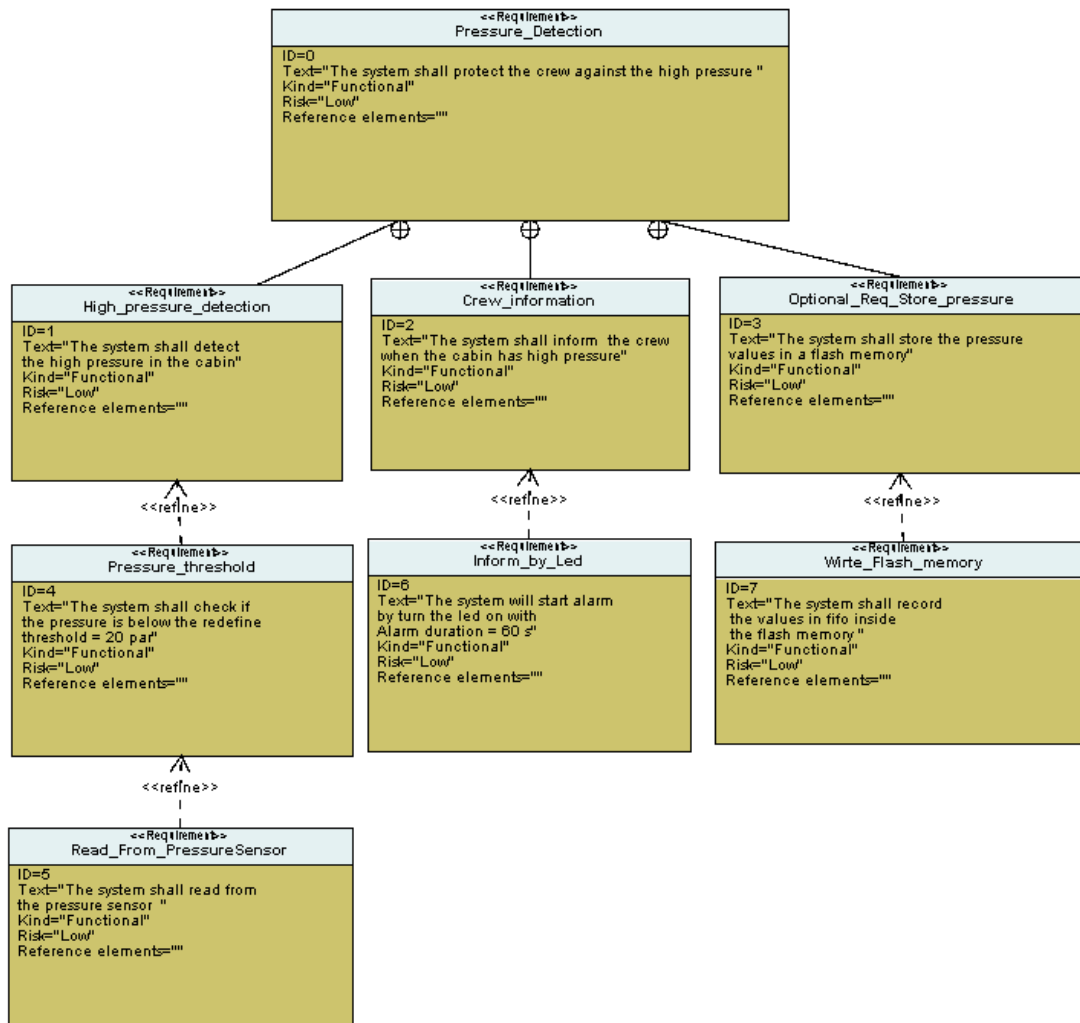 <<Requirement>>
Pressure_Detection
ID=0
Text="The system shall protect the crew against the high pressure "
Kind="Functional"
Risk="Low"
Reference elements=""
<<Requirement>>
High_pressure_detection
ID=1
Text="The system shall detect
the high pressure in the cabin"
Kind="Functional"
Risk="Low"
Reference elements=""
<<Requirement>>
Crew_information
ID=2
Text="The system shall inform  the crew
when the cabin has high pressure"
Kind="Functional"
Risk="Low"
Reference elements=""
<<Requirement>>
Optional_Req_Store_pressure
ID=3
Text="The system shall store the pressure
values in a flash memory"
Kind="Functional"
Risk="Low"
Reference elements=""
<<refine>>
<<refine>>
<<refine>>
<<Requirement>>
Pressure_threshold
ID=4
Text="The system shall check if
the pressure is below the redefine
threshold = 20 par"
Kind="Functional"
Risk="Low"
Reference elements=""
<<Requirement>>
Inform_by_Led
ID=6
Text="The system will start alarm
by turn the led on with
Alarm duration = 60 s"
Kind="Functional"
Risk="Low"
Reference elements=""
<<Requirement>>
Wirte_Flash_memory
ID=7
Text="The system shall record
the values in fifo inside
the flash memory "
Kind="Functional"
Risk="Low"
Reference elements=""
<<refine>>
<<Requirement>>
Read_From_PressureSensor
ID=5
Text="The system shall read from
the pressure sensor  "
Kind="Functional"
Risk="Low"
Reference elements=""